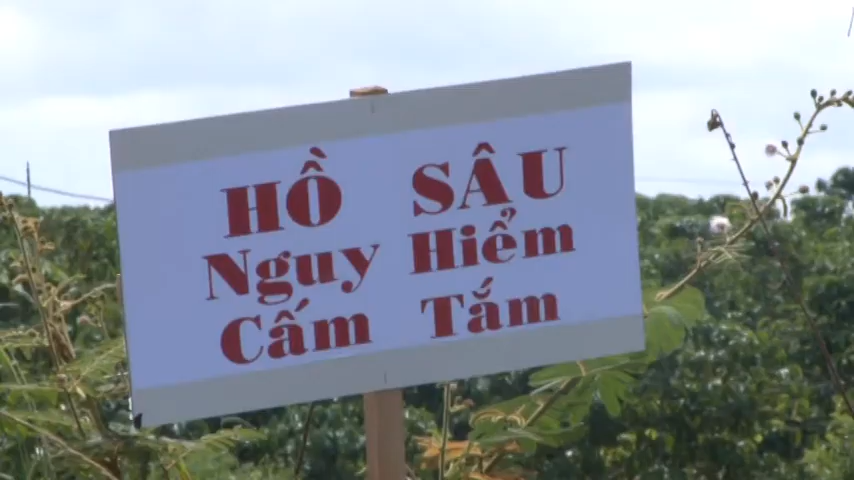 HỒ SÂU
Nguy Hiểm
Cấm Tắm